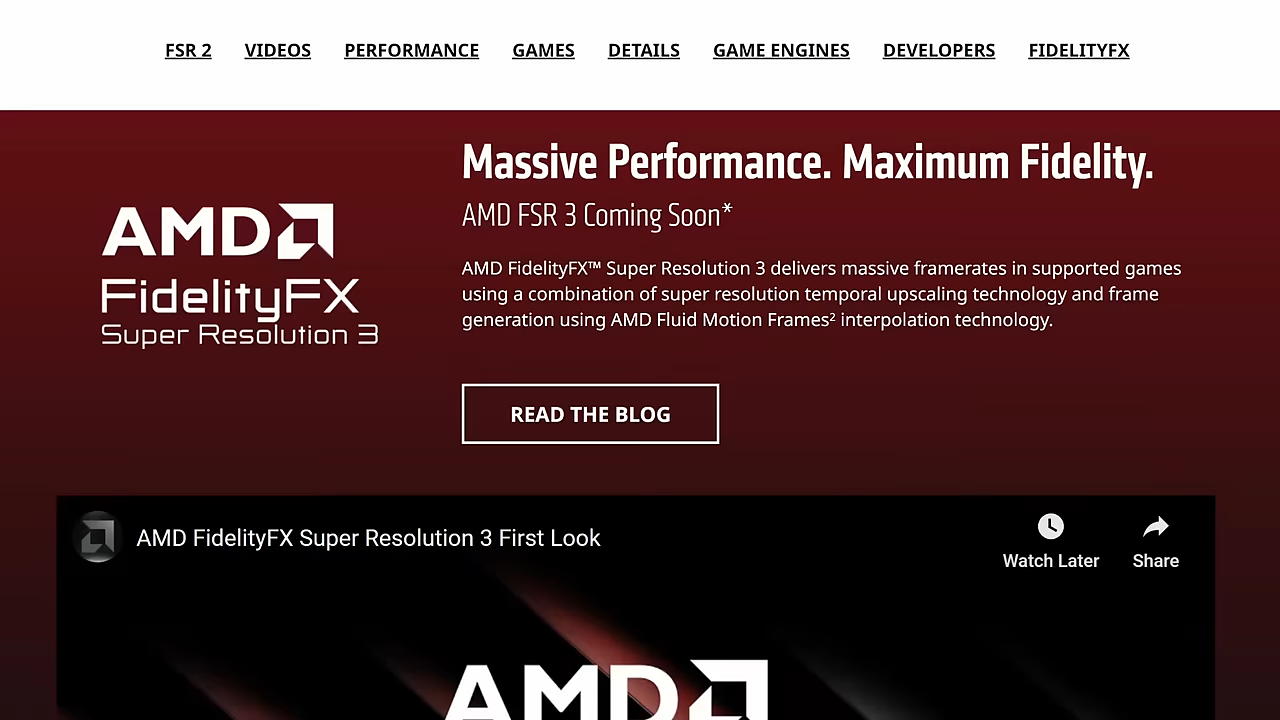 FSR 2 VIDEOS PERFORMANCE GAMES DETAILS GAME ENGINES DEVELOPERS FIDELITYFX
AMD
FidelityFX
Super Resolution 3
Massive Performance. Maximum Fidelity.
AMD FSR 3 Coming Soon*
AMD FidelityFX™ Super Resolution 3 delivers massive framerates in supported games
using a combination of super resolution temporal upscaling technology and frame
generation using AMD Fluid Motion Frames² interpolation technology.
READ THE BLOG
AMD FidelityFX Super Resolution 3 First Look
Watch Later
Share
AMD